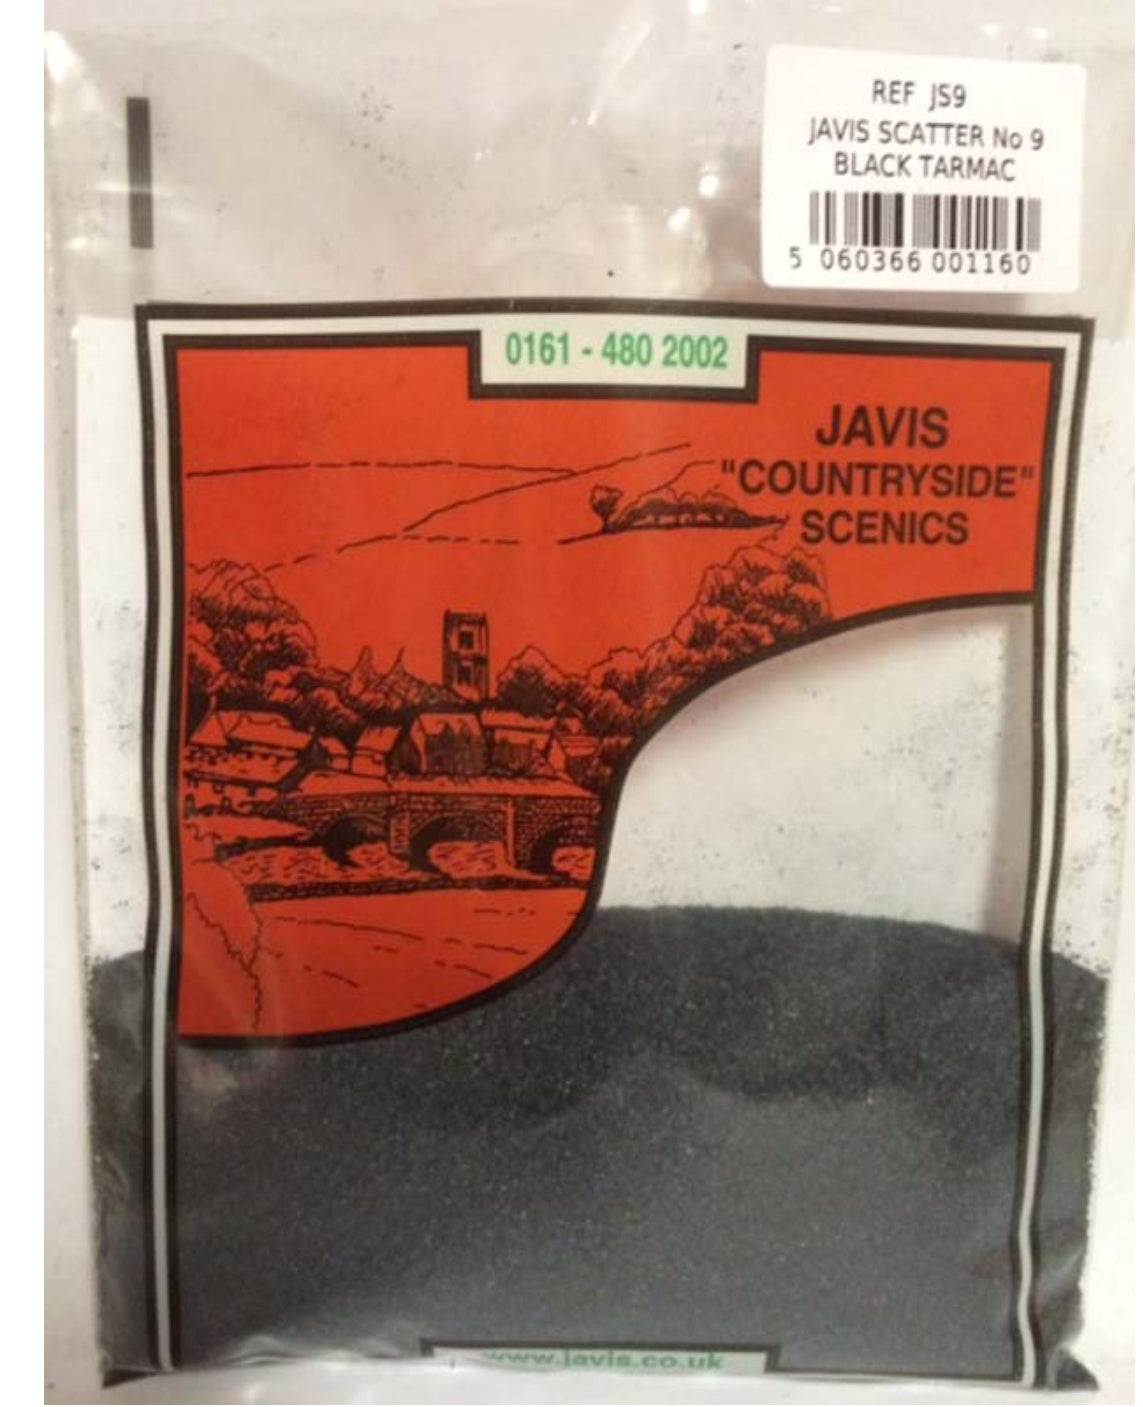 REF JS9
JAVIS SCATTER No 9
BLACK TARMAC
5 060366 001160
0161 - 480 2002
JAVIS
"COUNTRYSIDE"
SCENICS
www.javis.co.uk